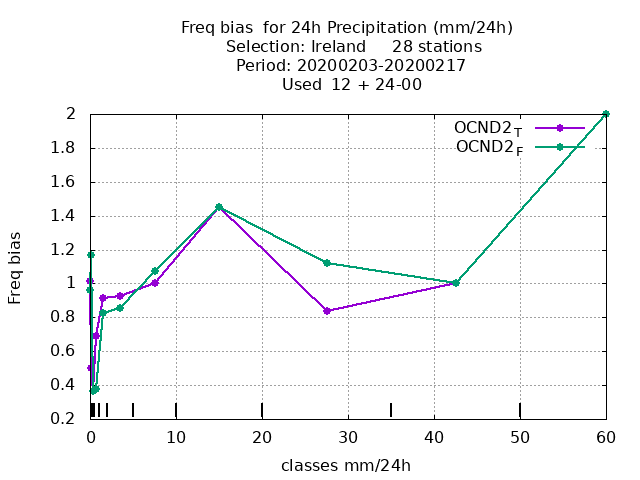 Freq bias  for 24h Precipitation (mm/24h)
Selection: Ireland     28 stations
Period: 20200203-20200217
Used  12 + 24-00
OCND2T
OCND2F
2
1.8
1.6
1.4
1.2
1
0.8
0.6
0.4
0.2
Freq bias
0 10 20 30 40 50 60
classes mm/24h